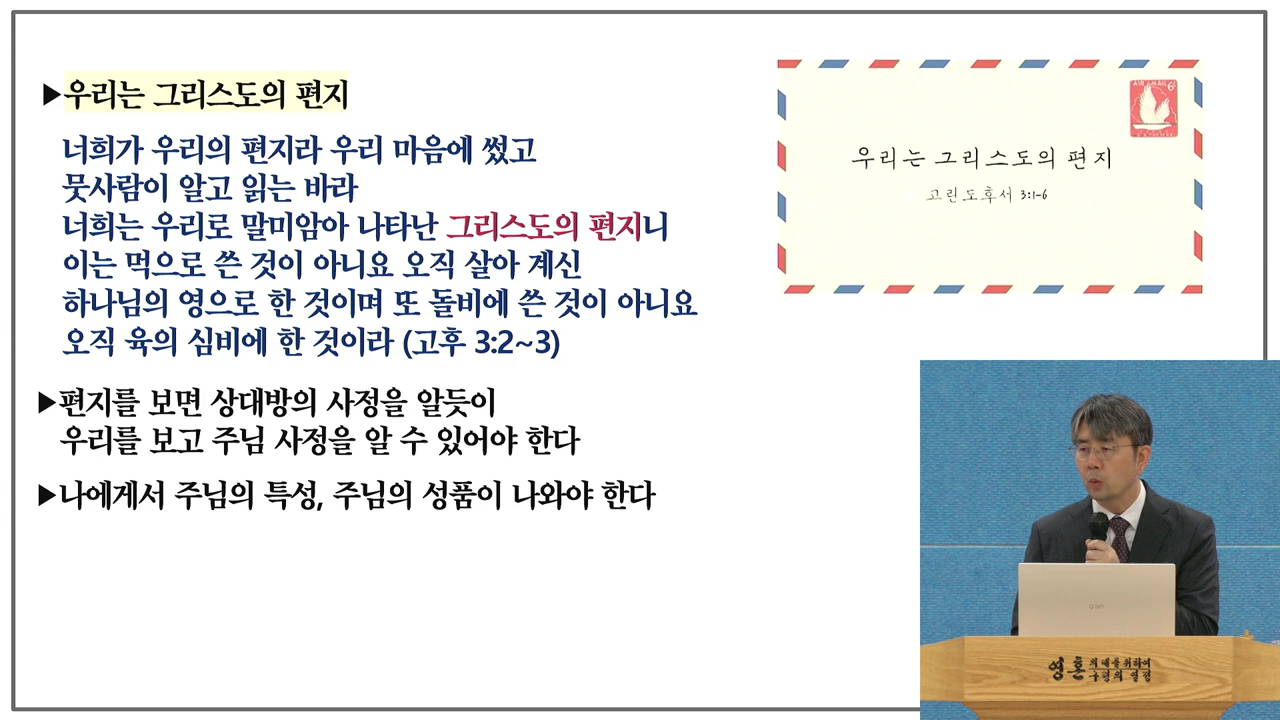 ▶우리는 그리스도의 편지
너희가 우리의 편지라 우리 마음에 썼고
뭇사람이 알고 읽는 바라
너희는 우리로 말미암아 나타난 그리스도의 편지니
이는 먹으로 쓴 것이 아니요 오직 살아 계신
하나님의 영으로 한 것이며 또 돌비에 쓴 것이 아니요
오직 육의 심비에 한 것이라 (고후 3:2~3)
▶편지를 보면 상대방의 사정을 알듯이
우리를 보고 주님 사정을 알 수 있어야 한다
▶나에게서 주님의 특성, 주님의 성품이 나와야 한다
AIR MAIL 6¢
우리는 그리스도의 편지
고린도후서 3:1-6
gram
영혼의 때를 위하여
구령의 열정